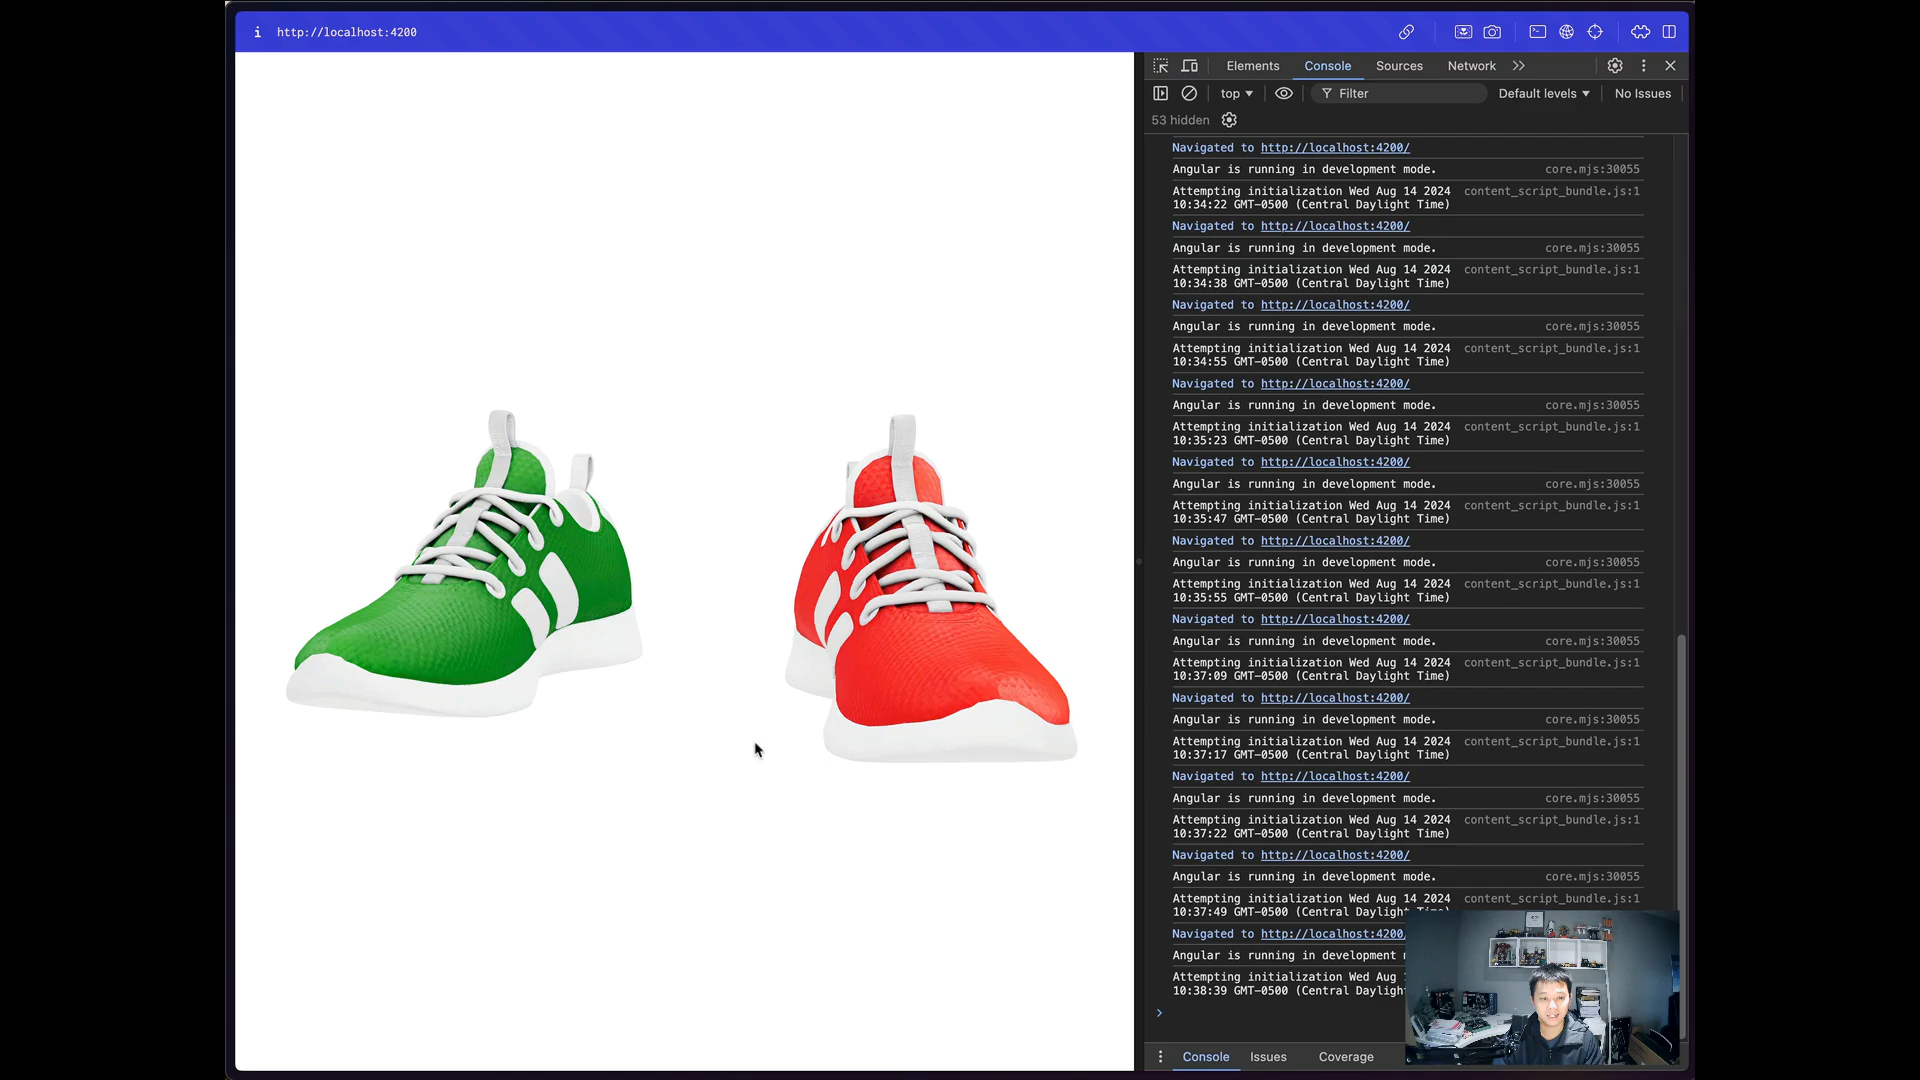 i http://localhost:4200
Elements Console Sources Network
top Filter Default levels No Issues
53 hidden
Navigated to http://localhost:4200/
Angular is running in development mode. core.mjs:30055
Attempting initialization Wed Aug 14 2024 content_script_bundle.js:1
10:34:22 GMT-0500 (Central Daylight Time)
Navigated to http://localhost:4200/
Angular is running in development mode. core.mjs:30055
Attempting initialization Wed Aug 14 2024 content_script_bundle.js:1
10:34:38 GMT-0500 (Central Daylight Time)
Navigated to http://localhost:4200/
Angular is running in development mode. core.mjs:30055
Attempting initialization Wed Aug 14 2024 content_script_bundle.js:1
10:34:55 GMT-0500 (Central Daylight Time)
Navigated to http://localhost:4200/
Angular is running in development mode. core.mjs:30055
Attempting initialization Wed Aug 14 2024 content_script_bundle.js:1
10:35:23 GMT-0500 (Central Daylight Time)
Navigated to http://localhost:4200/
Angular is running in development mode. core.mjs:30055
Attempting initialization Wed Aug 14 2024 content_script_bundle.js:1
10:35:47 GMT-0500 (Central Daylight Time)
Navigated to http://localhost:4200/
Angular is running in development mode. core.mjs:30055
Attempting initialization Wed Aug 14 2024 content_script_bundle.js:1
10:35:55 GMT-0500 (Central Daylight Time)
Navigated to http://localhost:4200/
Angular is running in development mode. core.mjs:30055
Attempting initialization Wed Aug 14 2024 content_script_bundle.js:1
10:37:09 GMT-0500 (Central Daylight Time)
Navigated to http://localhost:4200/
Angular is running in development mode. core.mjs:30055
Attempting initialization Wed Aug 14 2024 content_script_bundle.js:1
10:37:17 GMT-0500 (Central Daylight Time)
Navigated to http://localhost:4200/
Angular is running in development mode. core.mjs:30055
Attempting initialization Wed Aug 14 2024 content_script_bundle.js:1
10:37:22 GMT-0500 (Central Daylight Time)
Navigated to http://localhost:4200/
Angular is running in development mode. core.mjs:30055
Attempting initialization Wed Aug 14 2024 content_script_bundle.js:1
10:37:49 GMT-0500 (Central Daylight Time)
Navigated to http://localhost:4200/
Angular is running in development
Attempting initialization Wed Aug
10:38:39 GMT-0500 (Central Daylight
Console Issues Coverage